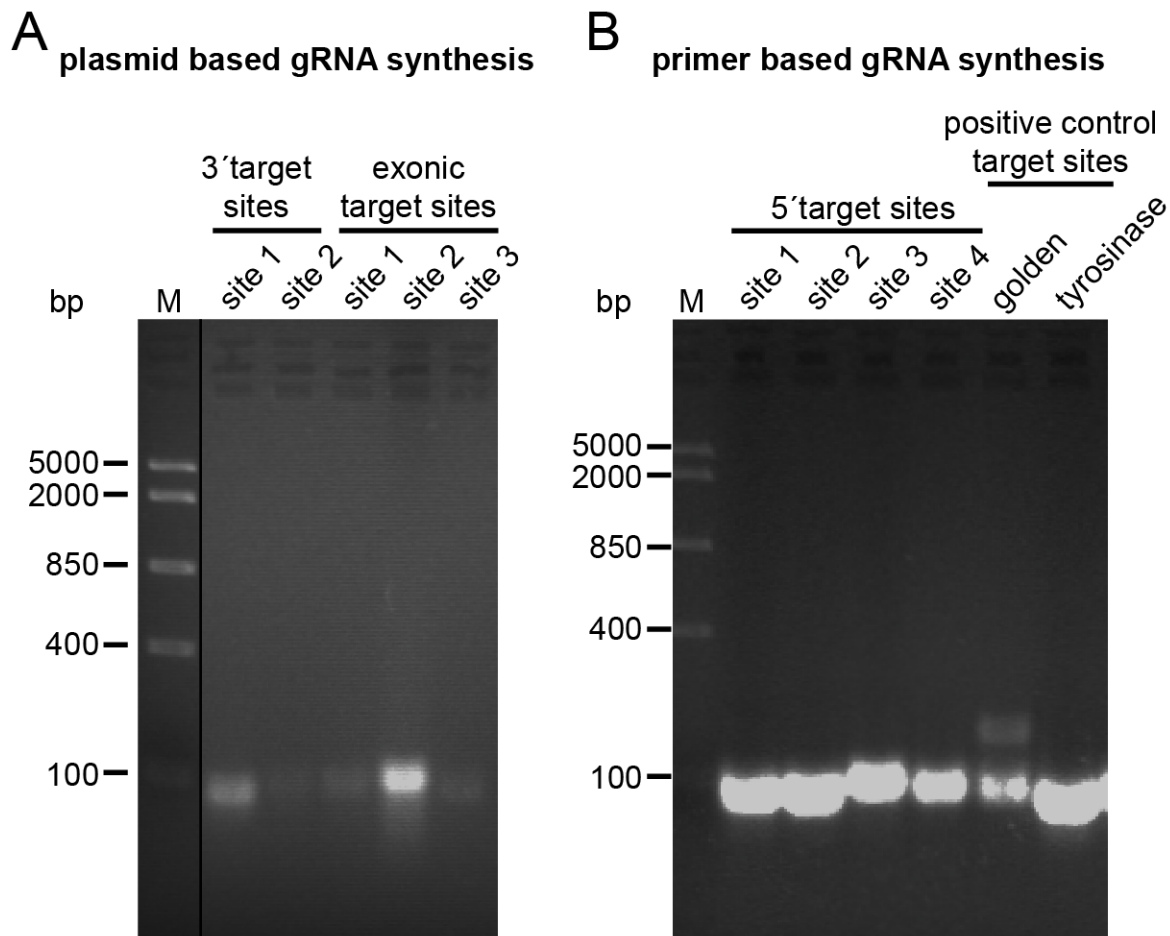 A
plasmid based gRNA synthesis
3´target
sites
exonic
target sites
site 1
site 2
site 1
site 2
site 3
bp
M
5000
2000
850
400
100
B
primer based gRNA synthesis
positive control
target sites
5´target sites
site 1
site 2
site 3
site 4
golden
tyrosinase
bp
M
5000
2000
850
400
100